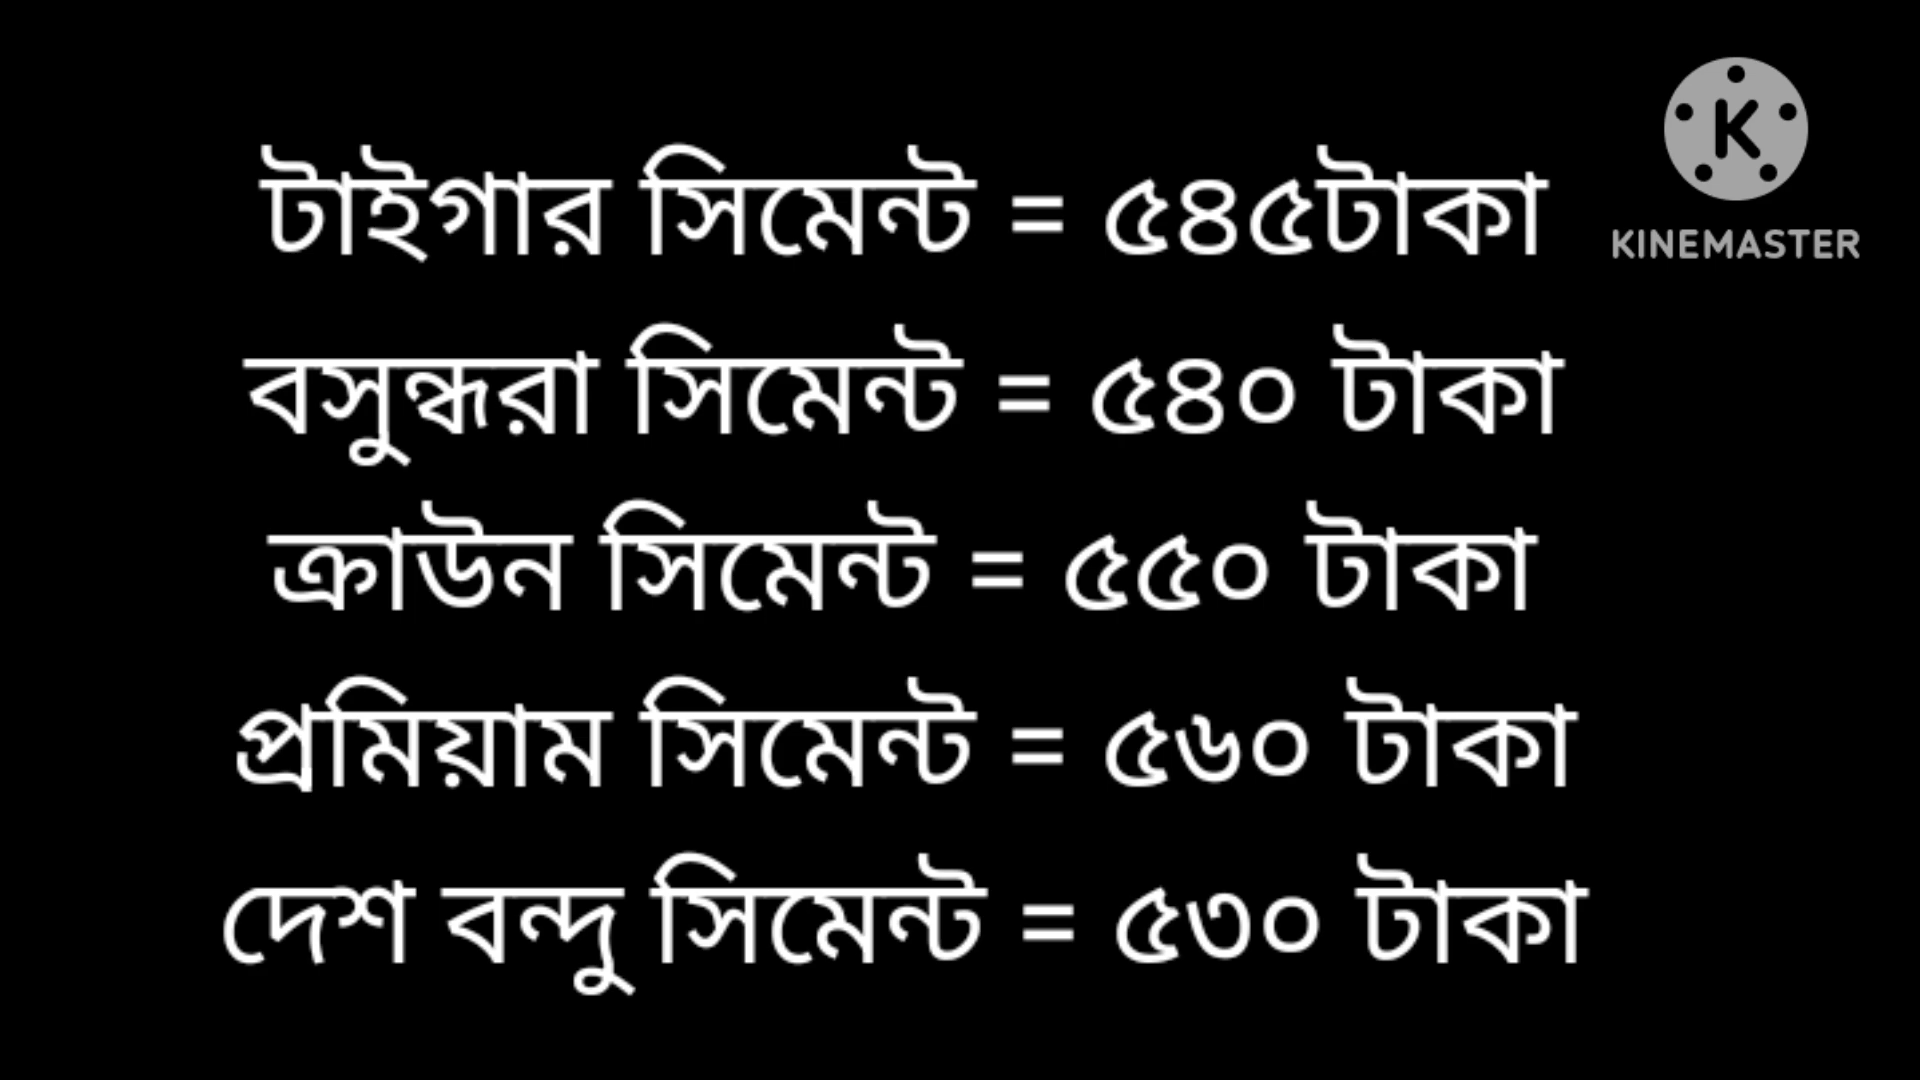 টাইগার সিমেন্ট = ৫৪৫টাকা
KINEMASTER
বসুন্ধরা সিমেন্ট = ৫৪০ টাকা
ক্রাউন সিমেন্ট = ৫৫০ টাকা
প্রমিয়াম সিমেন্ট = ৫৬০ টাকা
দেশ বন্দু সিমেন্ট = ৫৩০ টাকা